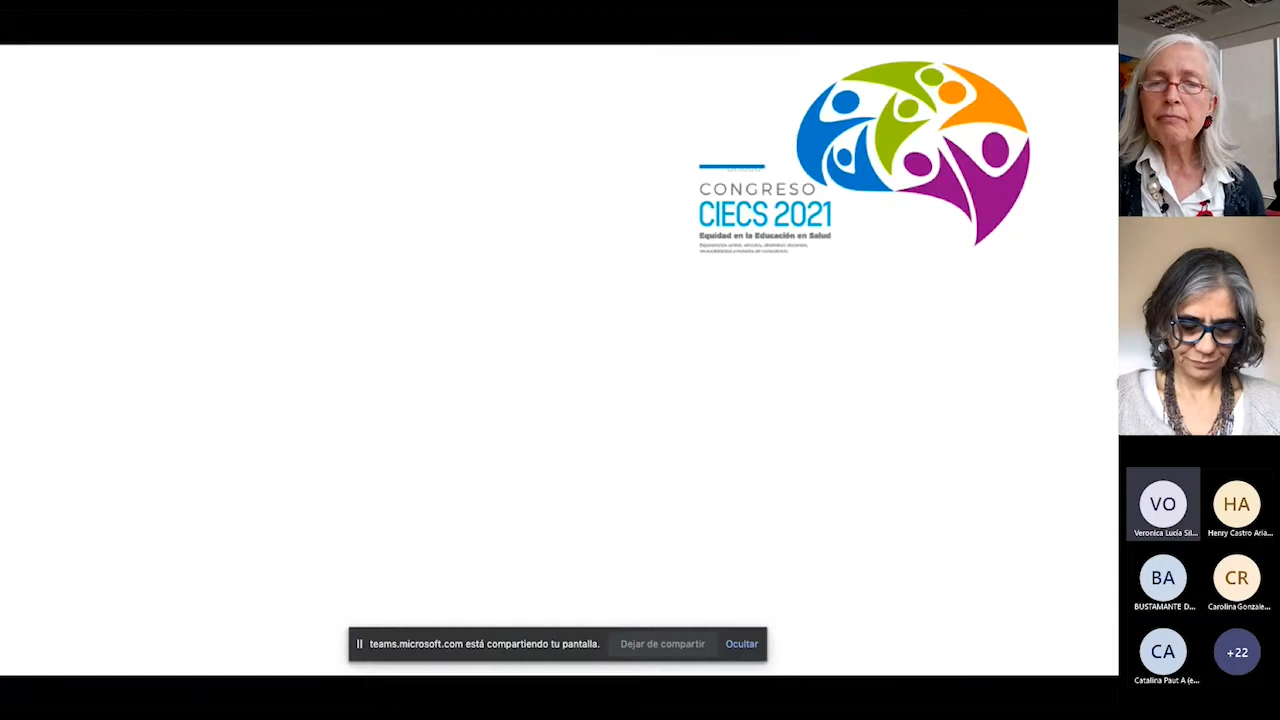 CONGRESO
CIECS 2021
Equidad en la Educación en Salud
teams.microsoft.com está compartiendo tu pantalla.
Dejar de compartir
Ocultar
VO
HA
Veronica Lucía Sil...
Henry Castro Aria...
BA
CR
BUSTAMANTE D...
Carolina Gonzale...
CA
+22
Catalina Paut A (e...